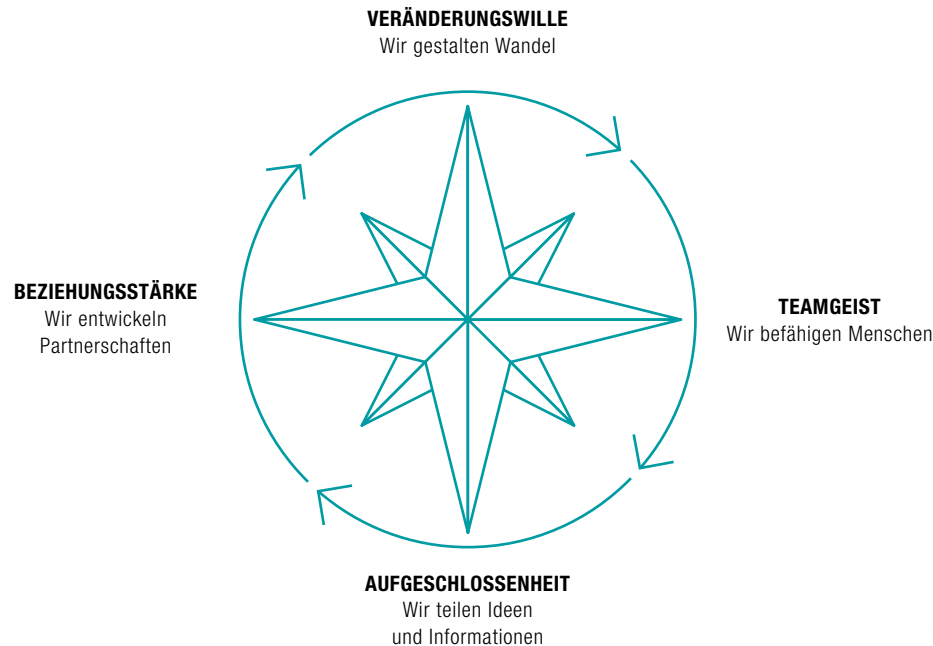 VERÄNDERUNGSWILLE
Wir gestalten Wandel
BEZIEHUNGSSTÄRKE
Wir entwickeln
Partnerschaften
TEAMGEIST
Wir befähigen Menschen
AUFGESCHLOSSENHEIT
Wir teilen Ideen
und Informationen